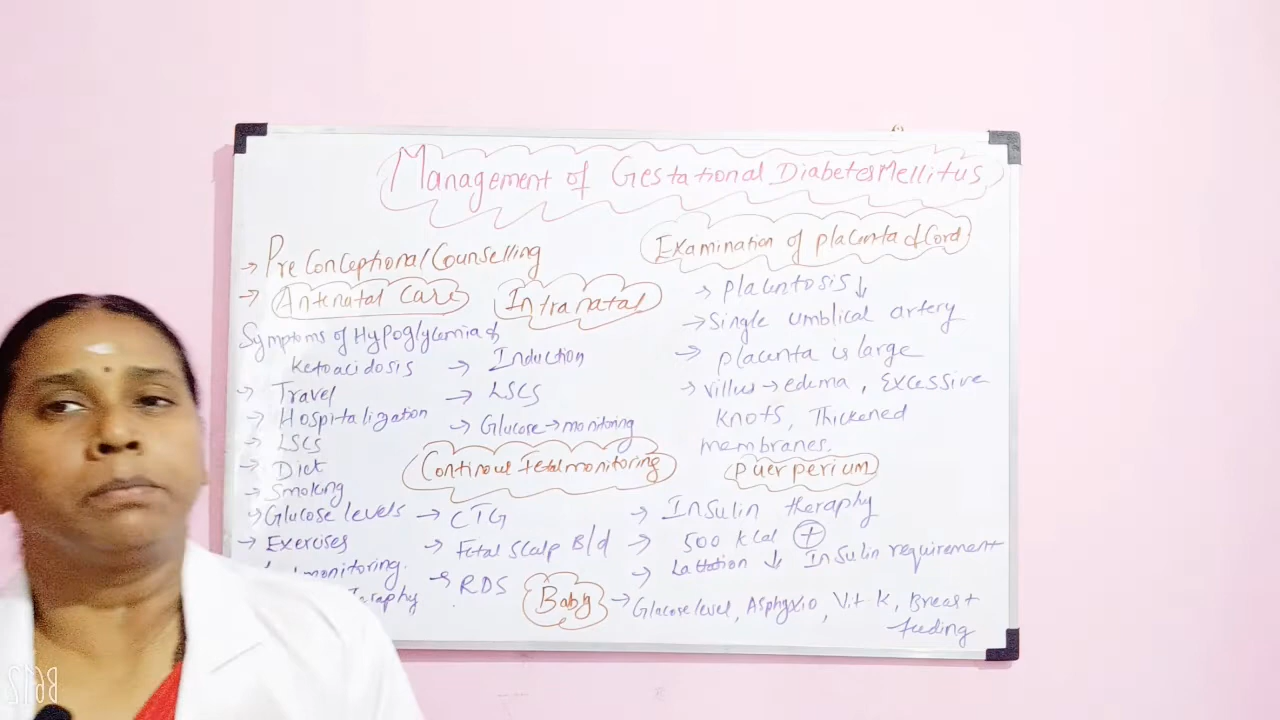 Management of Gestational Diabetes Mellitus
→ Pre Conceptional Counselling
→ Antenatal Care
Symptoms of Hypoglycemia &
ketoacidosis
→ Travel
→ Hospitalization
→ LSCS
→ Diet
→ Smoking
→ Glucose levels
→ Exercises
monitoring.
Intranatal
→ Induction
→ LSCS
→ Glucose → monitoring
Continous Fetal monitoring
→ CTG
→ Fetal Scalp B/d
→ RDS
Examination of placenta & Cord
→ placentosis ↓
→ Single umblical artery
→ placenta is large
→ villus → edema, Excessive
Knots, Thickened
membranes.
puerperium
→ Insulin theraphy
→ 500 kcal +
→ Lactation ↓ Insulin requirement
Baby → Glucose level, Asphyxio, Vit K, Breast
feeding
B612